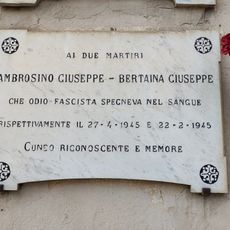 AI DUE MARTIRI
AMBROSINO GIUSEPPE – BERTAINA GIUSEPPE
CHE ODIO-FASCISTA SPEGNEVA NEL SANGUE
RISPETTIVAMENTE IL 27-4-1945 E 22-2-1945
CUNEO RICONOSCENTE E MEMORE